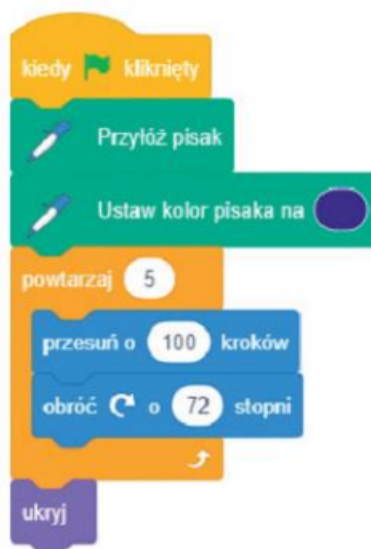 kiedy kliknięty
Przyłóż pisak
Ustaw kolor pisaka na
powtarzaj 5
przesuń o 100 kroków
obróć o 72 stopni
ukryj